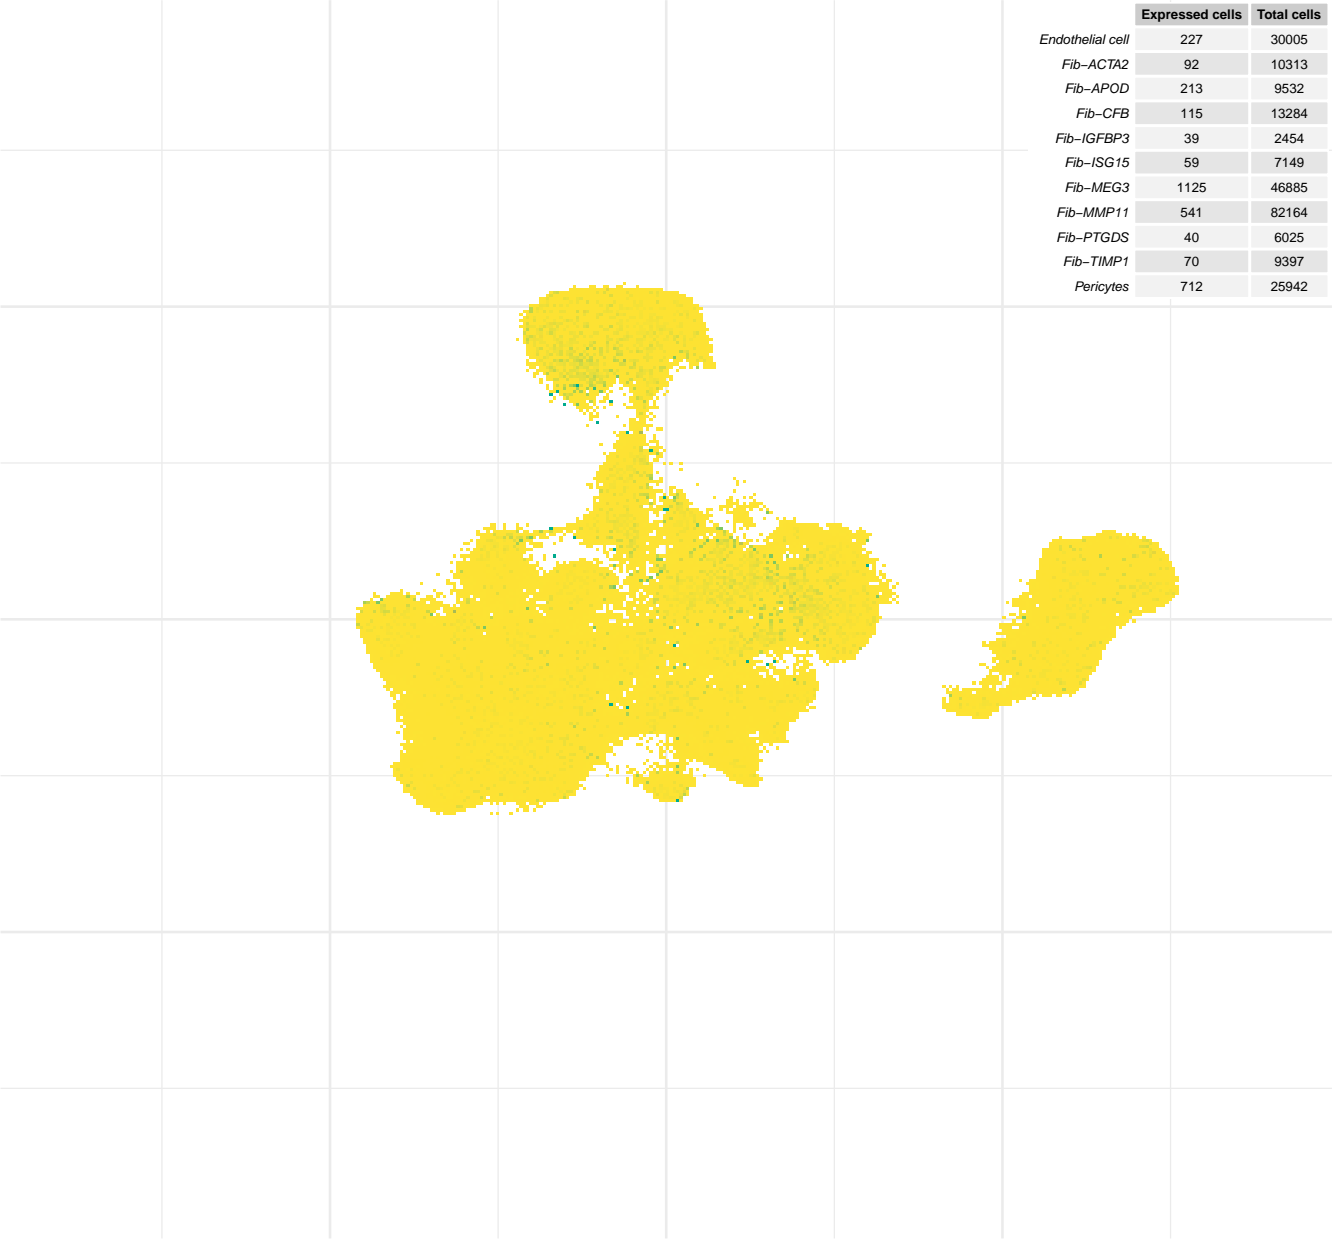 Expressed cells Total cells
Endothelial cell 227 30005
Fib−ACTA2 92 10313
Fib−APOD 213 9532
Fib−CFB 115 13284
Fib−IGFBP3 39 2454
Fib−ISG15 59 7149
Fib−MEG3 1125 46885
Fib−MMP11 541 82164
Fib−PTGDS 40 6025
Fib−TIMP1 70 9397
Pericytes 712 25942